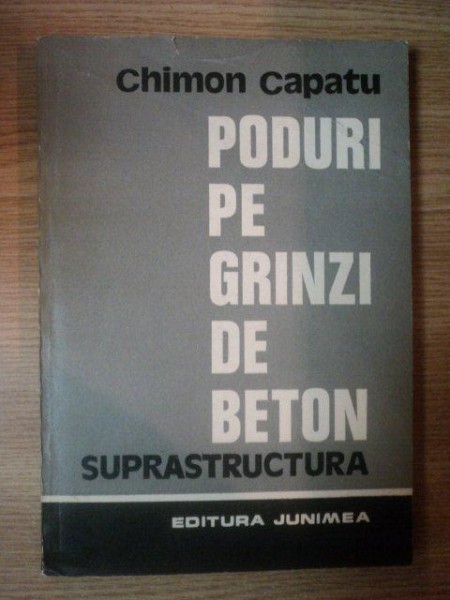 Chimon Capatu
PODURI
PE
GRINZI
DE
BETON
SUPRASTRUCTURA
EDITURA JUNIMEA